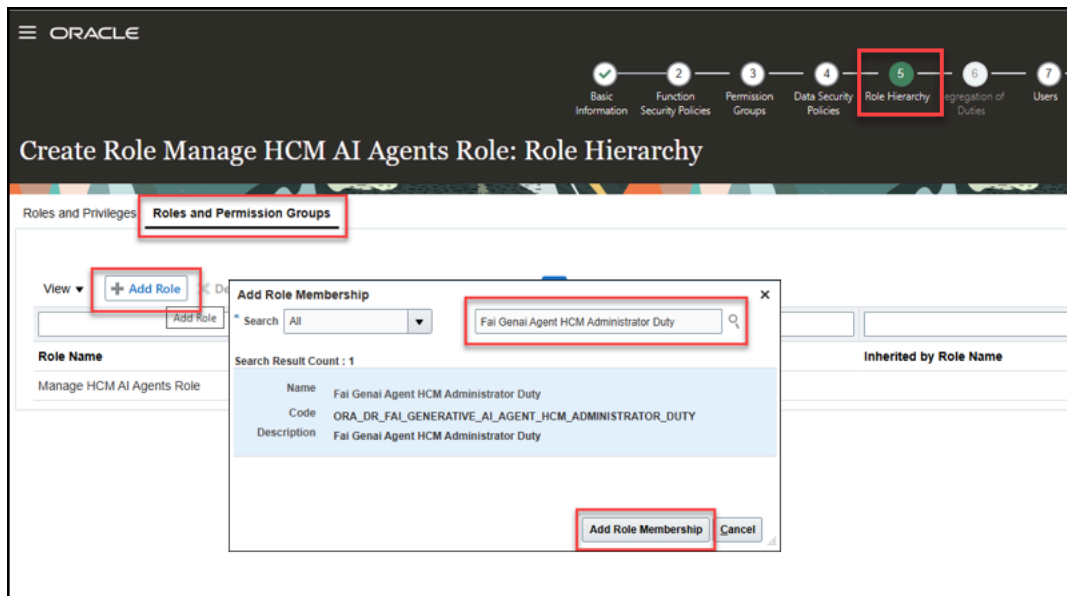 ORACLE
2 3 4 5 6 7
Basic Information Function Security Policies Permission Groups Data Security Policies Role Hierarchy egregation of Duties Users
Create Role Manage HCM AI Agents Role: Role Hierarchy
Roles and Privileges Roles and Permission Groups
View Add Role De
Add Role
Add Role Membership
* Search All Fai Genai Agent HCM Administrator Duty
Search Result Count : 1
Name Fai Genai Agent HCM Administrator Duty
Code ORA_DR_FAI_GENERATIVE_AI_AGENT_HCM_ADMINISTRATOR_DUTY
Description Fai Genai Agent HCM Administrator Duty
Add Role Membership Cancel
Role Name Inherited by Role Name
Manage HCM AI Agents Role